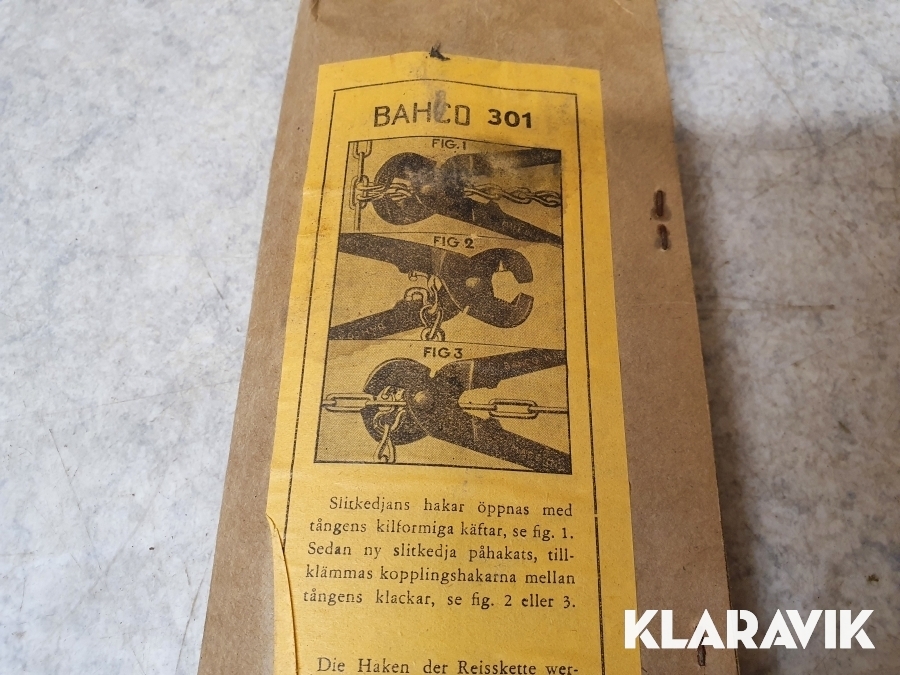 BAHCO 301
FIG.1
FIG 2
FIG 3
Slitkedjans hakar öppnas med
tångens kilformiga käftar, se fig. 1.
Sedan ny slitkedja påhakats, till-
klämmas kopplingshakarna mellan
tångens klackar, se fig. 2 eller 3.
Die Haken der Reisskette wer-
KLARAVIK